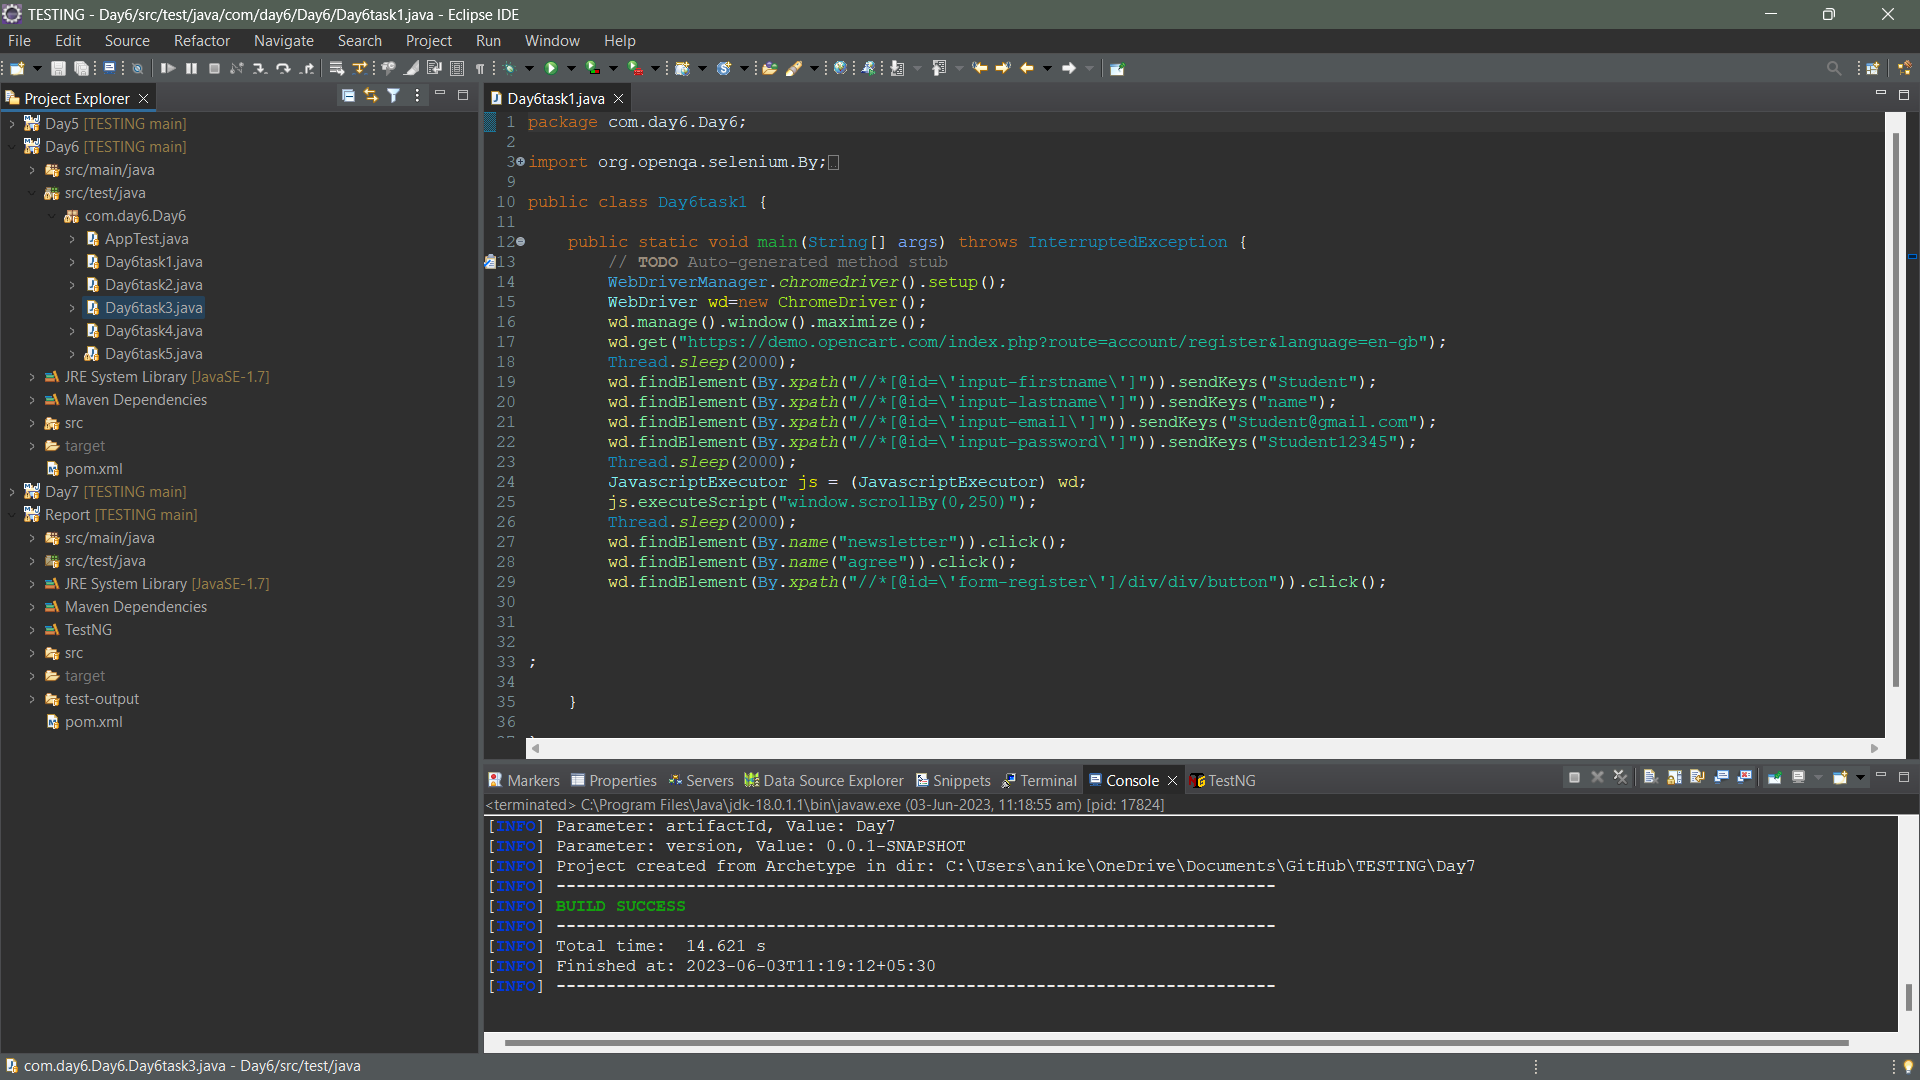 TESTING - Day6/src/test/java/com/day6/Day6/Day6task1.java - Eclipse IDE
File Edit Source Refactor Navigate Search Project Run Window Help
Project Explorer
Day5 [TESTING main]
Day6 [TESTING main]
src/main/java
src/test/java
com.day6.Day6
AppTest.java
Day6task1.java
Day6task2.java
Day6task3.java
Day6task4.java
Day6task5.java
JRE System Library [JavaSE-1.7]
Maven Dependencies
src
target
pom.xml
Day7 [TESTING main]
Report [TESTING main]
src/main/java
src/test/java
JRE System Library [JavaSE-1.7]
Maven Dependencies
TestNG
src
target
test-output
pom.xml
Day6task1.java
1 package com.day6.Day6;
2
3 import org.openqa.selenium.By;
9
10 public class Day6task1 {
11
12 public static void main(String[] args) throws InterruptedException {
13 // TODO Auto-generated method stub
14 WebDriverManager.chromedriver().setup();
15 WebDriver wd=new ChromeDriver();
16 wd.manage().window().maximize();
17 wd.get("https://demo.opencart.com/index.php?route=account/register&language=en-gb");
18 Thread.sleep(2000);
19 wd.findElement(By.xpath("//*[@id=\'input-firstname\']")).sendKeys("Student");
20 wd.findElement(By.xpath("//*[@id=\'input-lastname\']")).sendKeys("name");
21 wd.findElement(By.xpath("//*[@id=\'input-email\']")).sendKeys("Student@gmail.com");
22 wd.findElement(By.xpath("//*[@id=\'input-password\']")).sendKeys("Student12345");
23 Thread.sleep(2000);
24 JavascriptExecutor js = (JavascriptExecutor) wd;
25 js.executeScript("window.scrollBy(0,250)");
26 Thread.sleep(2000);
27 wd.findElement(By.name("newsletter")).click();
28 wd.findElement(By.name("agree")).click();
29 wd.findElement(By.xpath("//*[@id=\'form-register\']/div/div/button")).click();
30
31
32
33 ;
34
35 }
36
Markers Properties Servers Data Source Explorer Snippets Terminal Console TestNG
<terminated> C:\Program Files\Java\jdk-18.0.1.1\bin\javaw.exe (03-Jun-2023, 11:18:55 am) [pid: 17824]
[INFO] Parameter: artifactId, Value: Day7
[INFO] Parameter: version, Value: 0.0.1-SNAPSHOT
[INFO] Project created from Archetype in dir: C:\Users\anike\OneDrive\Documents\GitHub\TESTING\Day7
[INFO] ------------------------------------------------------------------------
[INFO] BUILD SUCCESS
[INFO] ------------------------------------------------------------------------
[INFO] Total time:  14.621 s
[INFO] Finished at: 2023-06-03T11:19:12+05:30
[INFO] ------------------------------------------------------------------------
com.day6.Day6.Day6task3.java - Day6/src/test/java